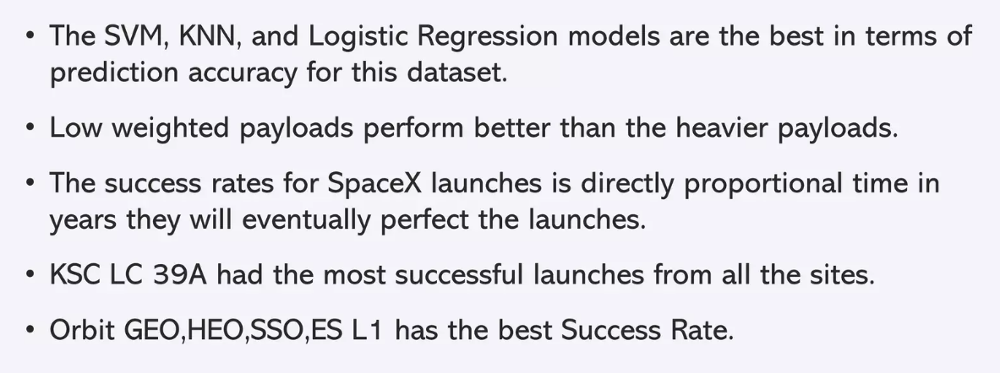 • The SVM, KNN, and Logistic Regression models are the best in terms of
prediction accuracy for this dataset.
• Low weighted payloads perform better than the heavier payloads.
• The success rates for SpaceX launches is directly proportional time in
years they will eventually perfect the launches.
• KSC LC 39A had the most successful launches from all the sites.
• Orbit GEO,HEO,SSO,ES L1 has the best Success Rate.